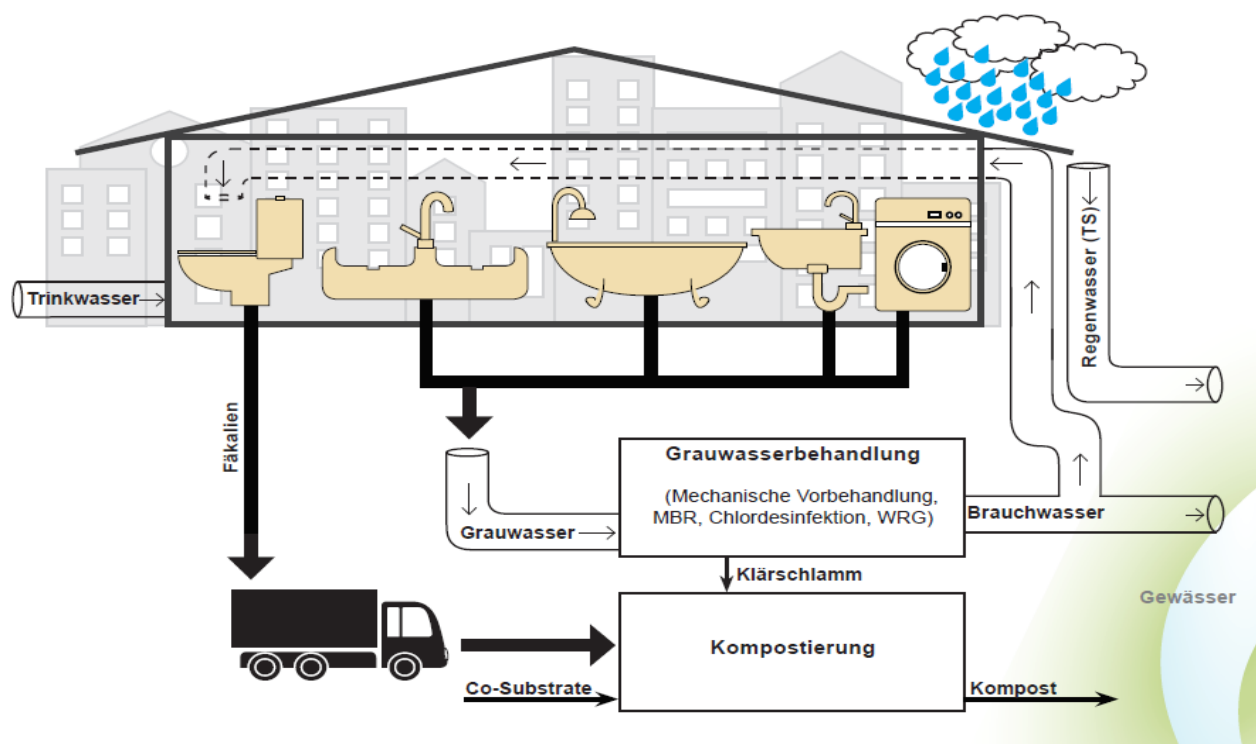 Trinkwasser
Regenwasser (TS)
Fäkalien
Grauwasserbehandlung
(Mechanische Vorbehandlung,
MBR, Chlordesinfektion, WRG)
Grauwasser
Brauchwasser
Klärschlamm
Gewässer
Kompostierung
Co-Substrate
Kompost